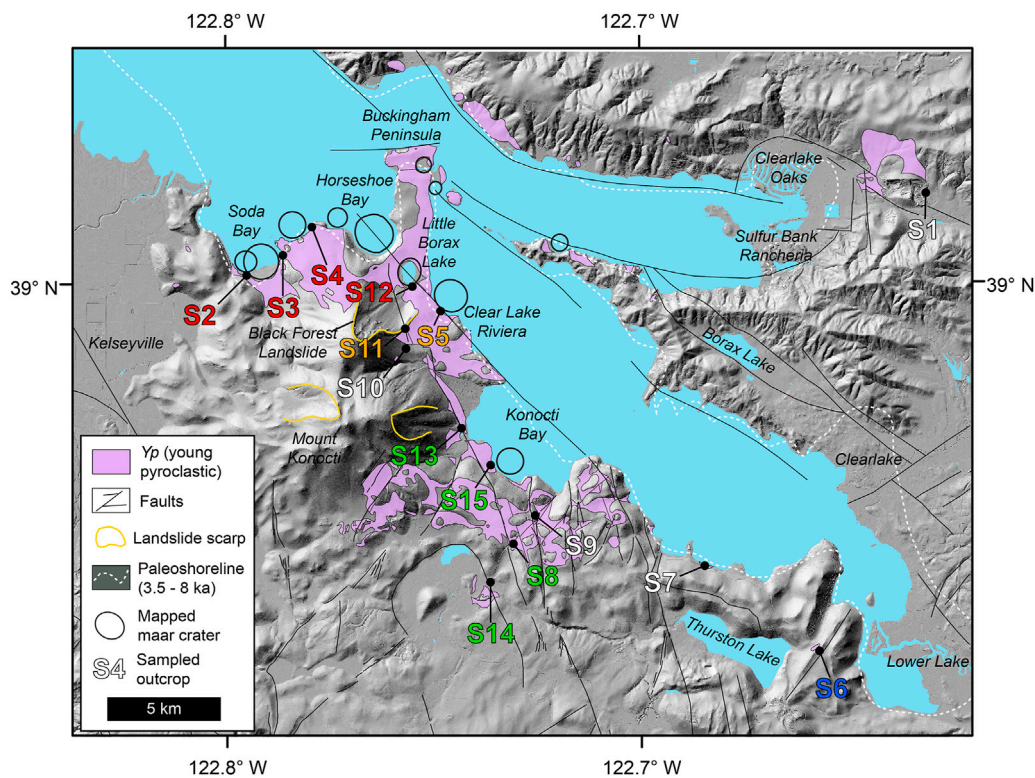 122.8° W
122.7° W
Buckingham
Peninsula
Clearlake
Oaks
Horseshoe
Bay
Soda
Bay
Little
Borax
Lake
S1
Sulfur Bank
Rancheria
S4
39° N
39° N
S12
S3
S2
Clear Lake
Riviera
Black Forest
Landslide
S11
S5
Kelseyville
Borax Lake
S10
Konocti
Bay
Mount
Konocti
S13
Clearlake
S15
S9
S8
S7
S14
Thurston Lake
Lower Lake
S6
Yp (young
pyroclastic)
Faults
Landslide scarp
Paleoshoreline
(3.5 - 8 ka)
Mapped
maar crater
S4
Sampled
outcrop
5 km
122.8° W
122.7° W